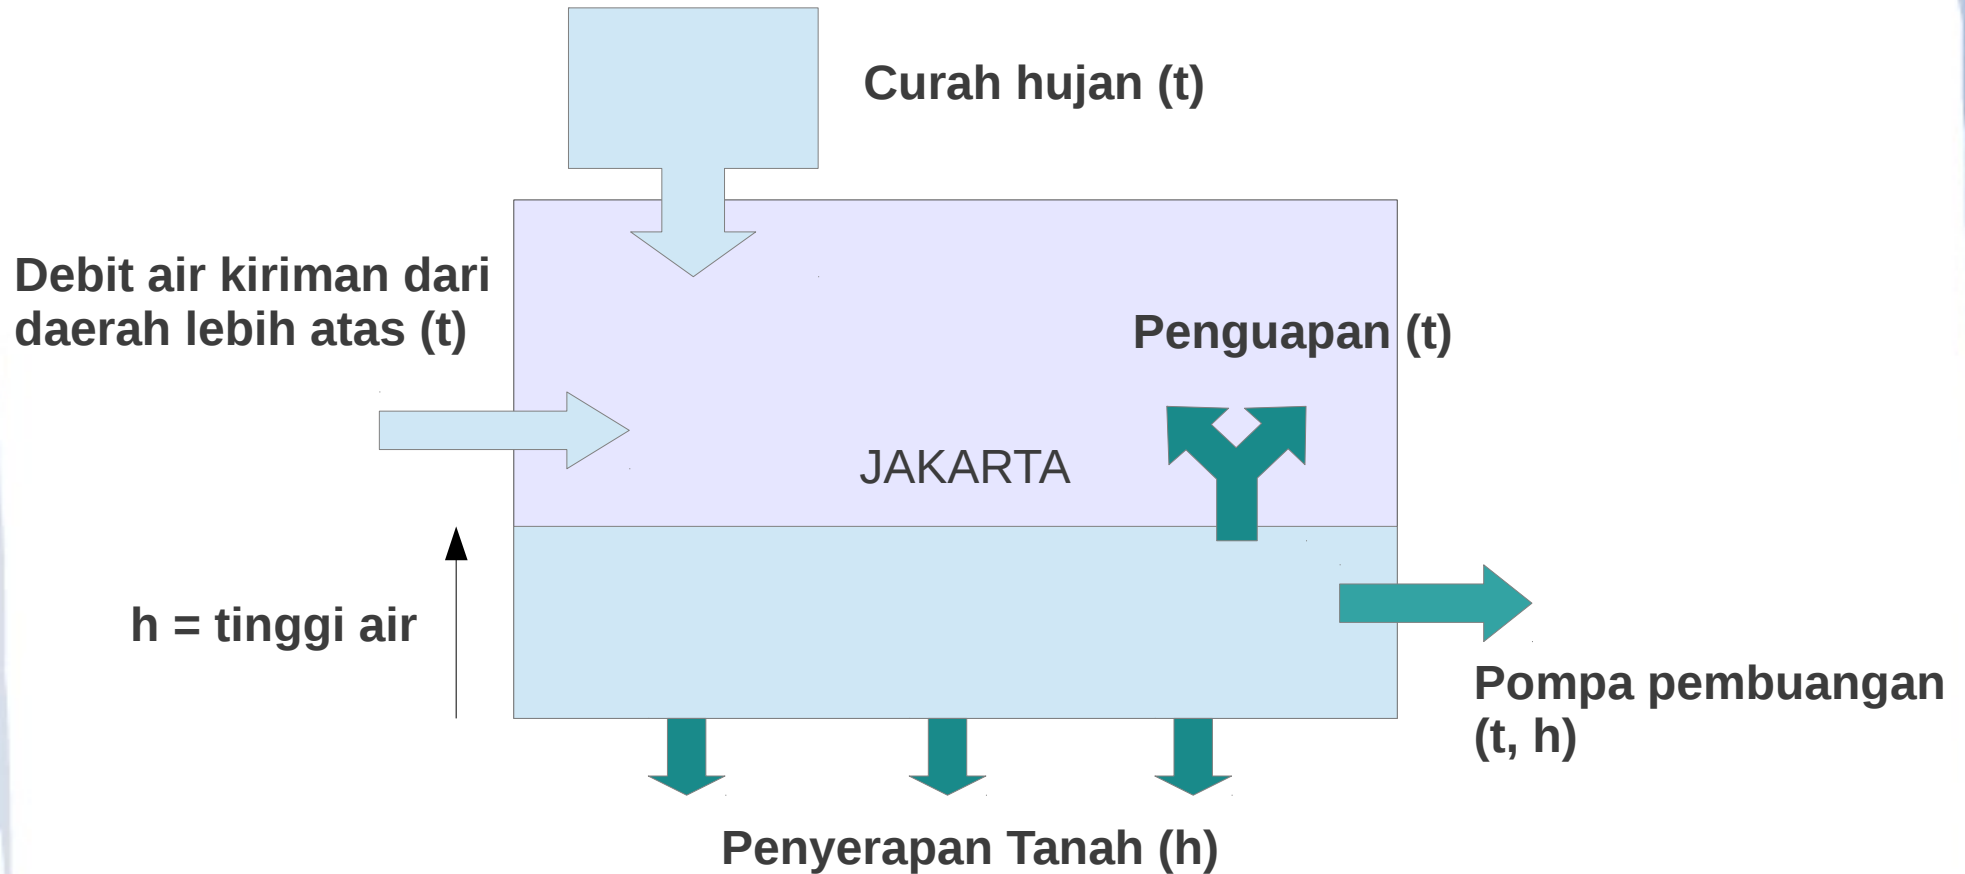 Curah hujan (t)
Debit air kiriman dari
daerah lebih atas (t)
Penguapan (t)
JAKARTA
h = tinggi air
Pompa pembuangan
(t, h)
Penyerapan Tanah (h)